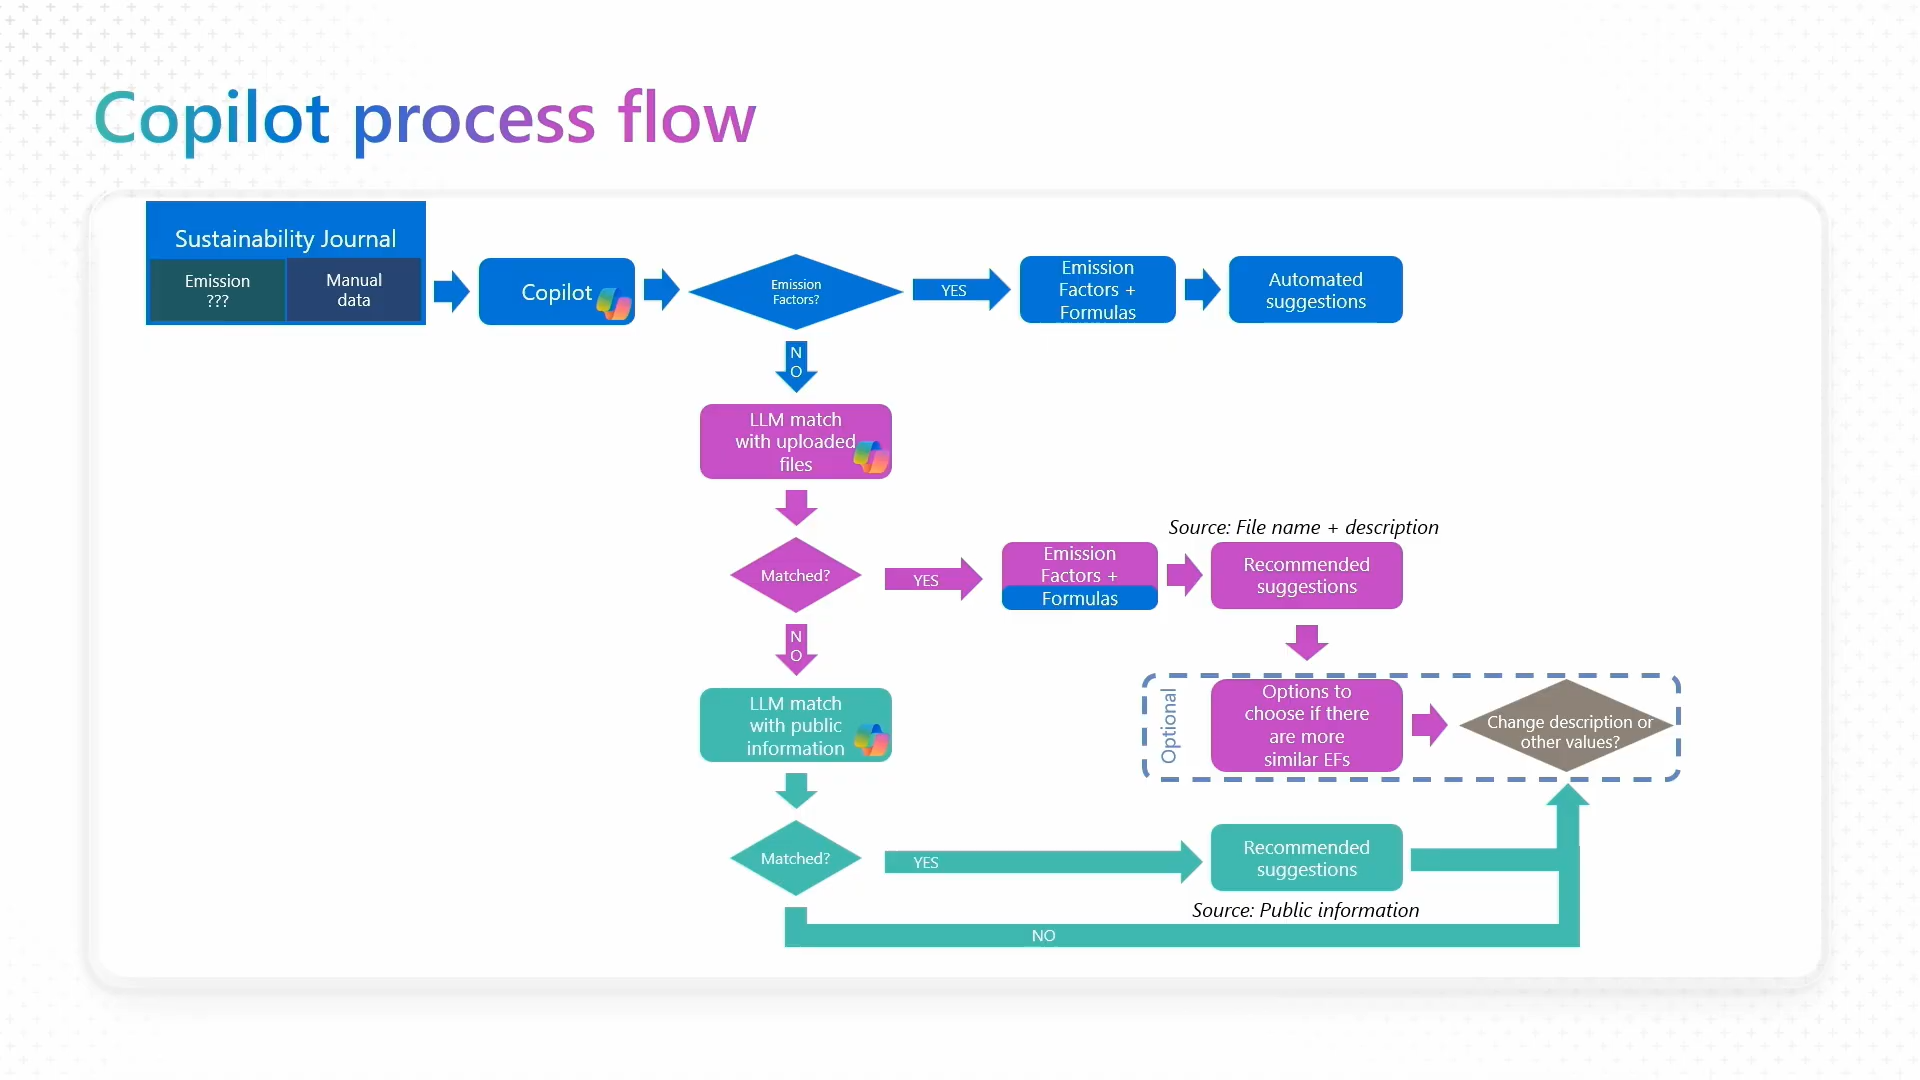 Copilot process flow
Sustainability Journal
Emission
???
Manual
data
Copilot
Emission
Factors?
YES
Emission
Factors +
Formulas
Automated
suggestions
N
O
LLM match
with uploaded
files
Matched?
YES
Emission
Factors +
Formulas
Source: File name + description
Recommended
suggestions
N
O
Optional
Options to
choose if there
are more
similar EFs
Change description or
other values?
LLM match
with public
information
Matched?
YES
Recommended
suggestions
Source: Public information
NO